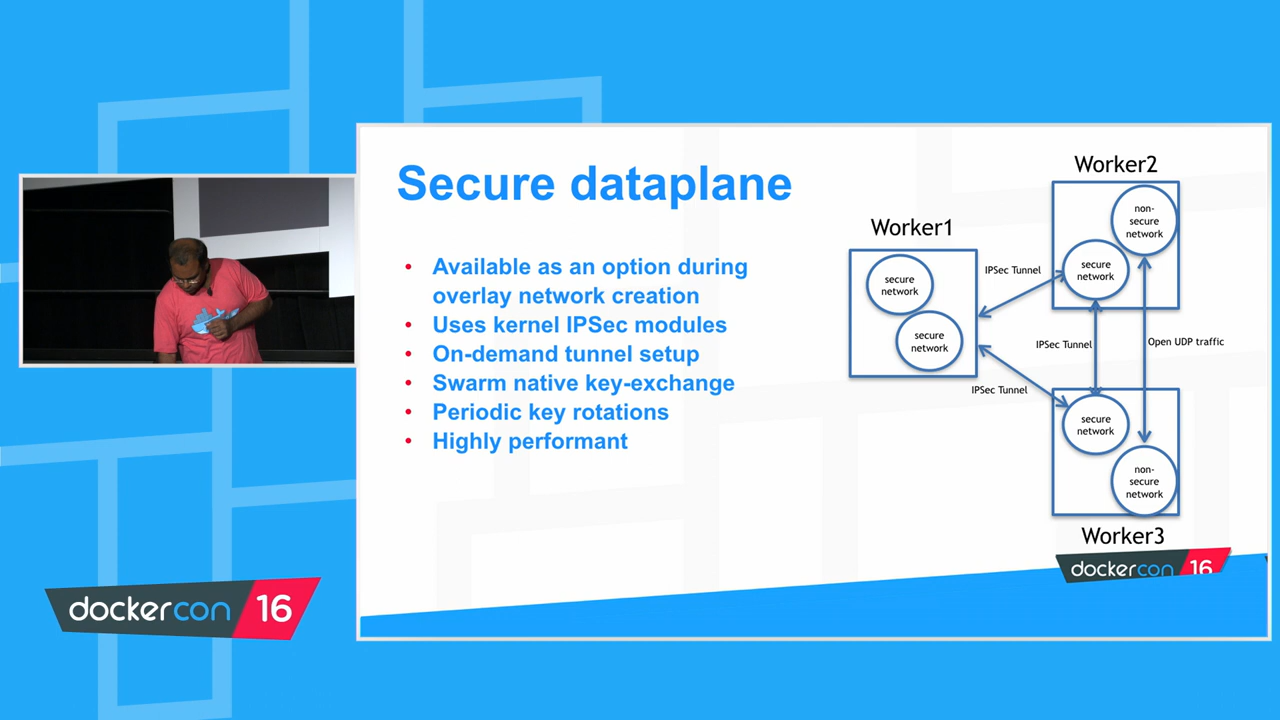 Secure dataplane
• Available as an option during
overlay network creation
• Uses kernel IPSec modules
• On-demand tunnel setup
• Swarm native key-exchange
• Periodic key rotations
• Highly performant
Worker1
secure
network
secure
network
IPSec Tunnel
IPSec Tunnel
Worker2
non-
secure
network
secure
network
IPSec Tunnel
Open UDP traffic
secure
network
non-
secure
network
Worker3
dockercon 16
dockercon 16